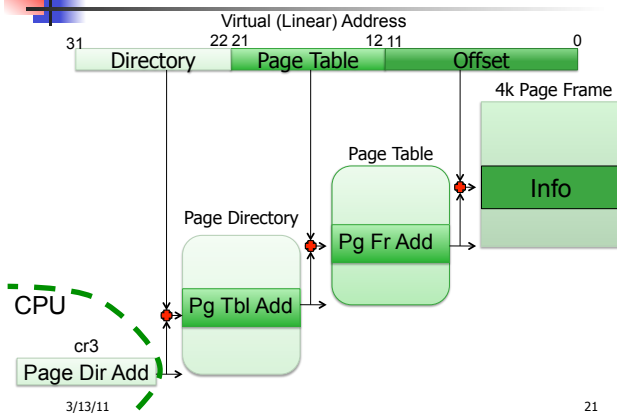 Virtual (Linear) Address
31 22 21 12 11 0
Directory Page Table Offset
4k Page Frame
Page Table
Info
Page Directory
Pg Fr Add
CPU
Pg Tbl Add
cr3
Page Dir Add
3/13/11 21